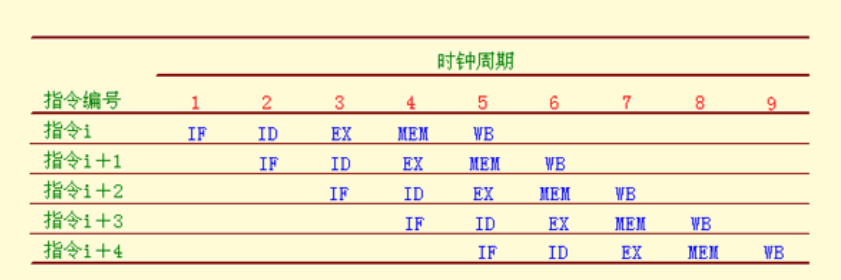 时钟周期
指令编号 1 2 3 4 5 6 7 8 9
指令i IF ID EX MEM WB
指令i＋1 IF ID EX MEM WB
指令i＋2 IF ID EX MEM WB
指令i＋3 IF ID EX MEM WB
指令i＋4 IF ID EX MEM WB